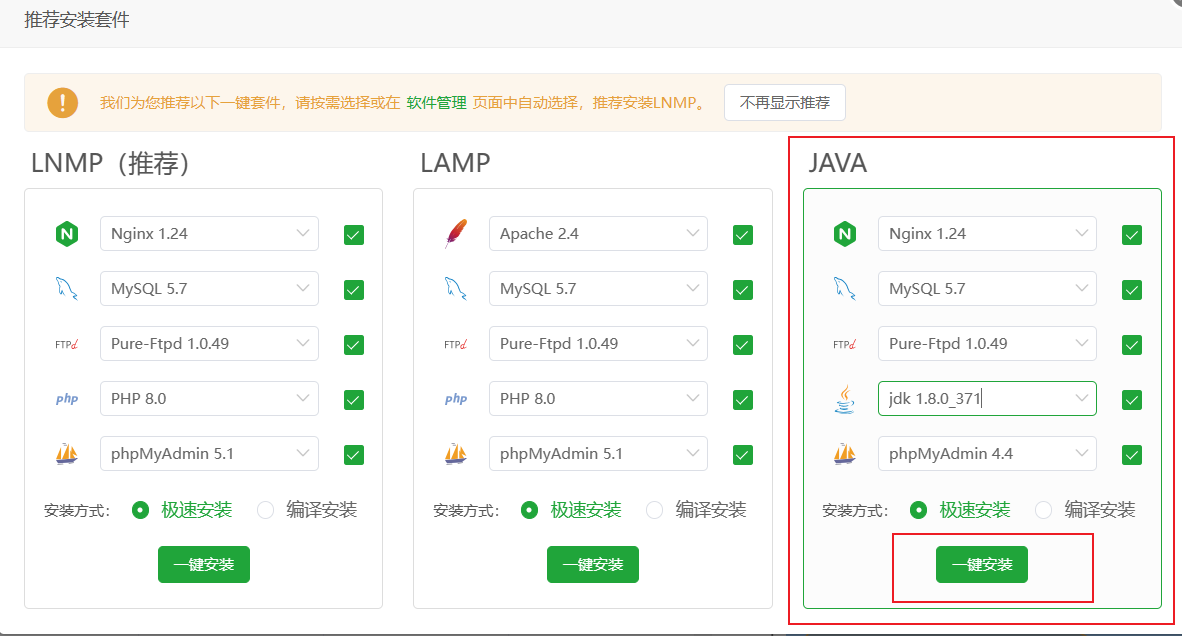 推荐安装套件
我们为您推荐以下一键套件，请按需选择或在 软件管理 页面中自动选择，推荐安装LNMP。 不再显示推荐
LNMP（推荐）
Nginx 1.24
MySQL 5.7
FTPd Pure-Ftpd 1.0.49
php PHP 8.0
phpMyAdmin 5.1
安装方式： 极速安装 编译安装
一键安装
LAMP
Apache 2.4
MySQL 5.7
FTPd Pure-Ftpd 1.0.49
php PHP 8.0
phpMyAdmin 5.1
安装方式： 极速安装 编译安装
一键安装
JAVA
Nginx 1.24
MySQL 5.7
FTPd Pure-Ftpd 1.0.49
jdk 1.8.0_371
phpMyAdmin 4.4
安装方式： 极速安装 编译安装
一键安装